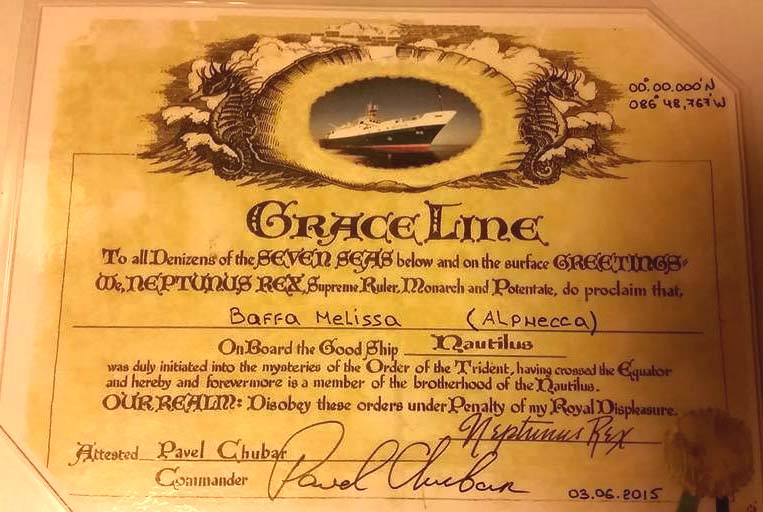 00° 00.000' N
086° 48,767' W
GRACE LINE
To all Denizens of the SEVEN SEAS below and on the surface GREETINGS-
We, NEPTUNUS REX, Supreme Ruler, Monarch and Potentate, do proclaim that,
Baffa Melissa (Alphecca)
On Board the Good Ship Nautilus
was duly initiated into the mysteries of the Order of the Trident, having crossed the Equator
and hereby and forevermore is a member of the brotherhood of the Nautilus.
OUR REALM: Disobey these orders under Penalty of my Royal Displeasure.
Neptunus Rex
Attested Pavel Chubar
Commander Pavel Chubar
03.06.2015